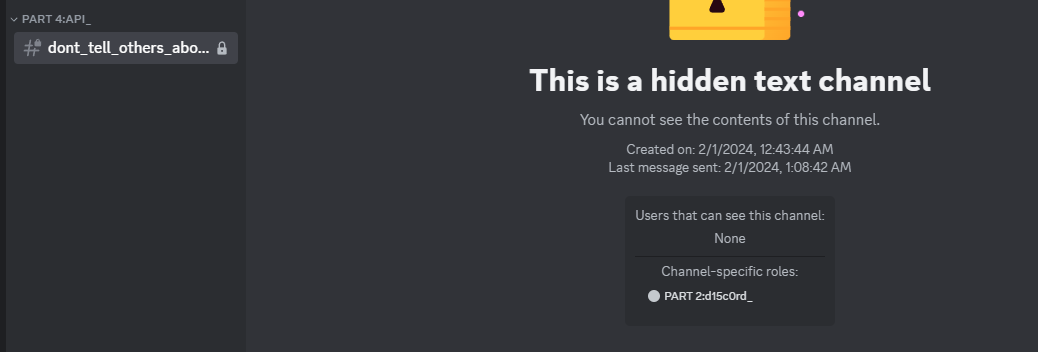 PART 4:API_
dont_tell_others_abo...
This is a hidden text channel
You cannot see the contents of this channel.
Created on: 2/1/2024, 12:43:44 AM
Last message sent: 2/1/2024, 1:08:42 AM
Users that can see this channel:
None
Channel-specific roles:
PART 2:d15c0rd_